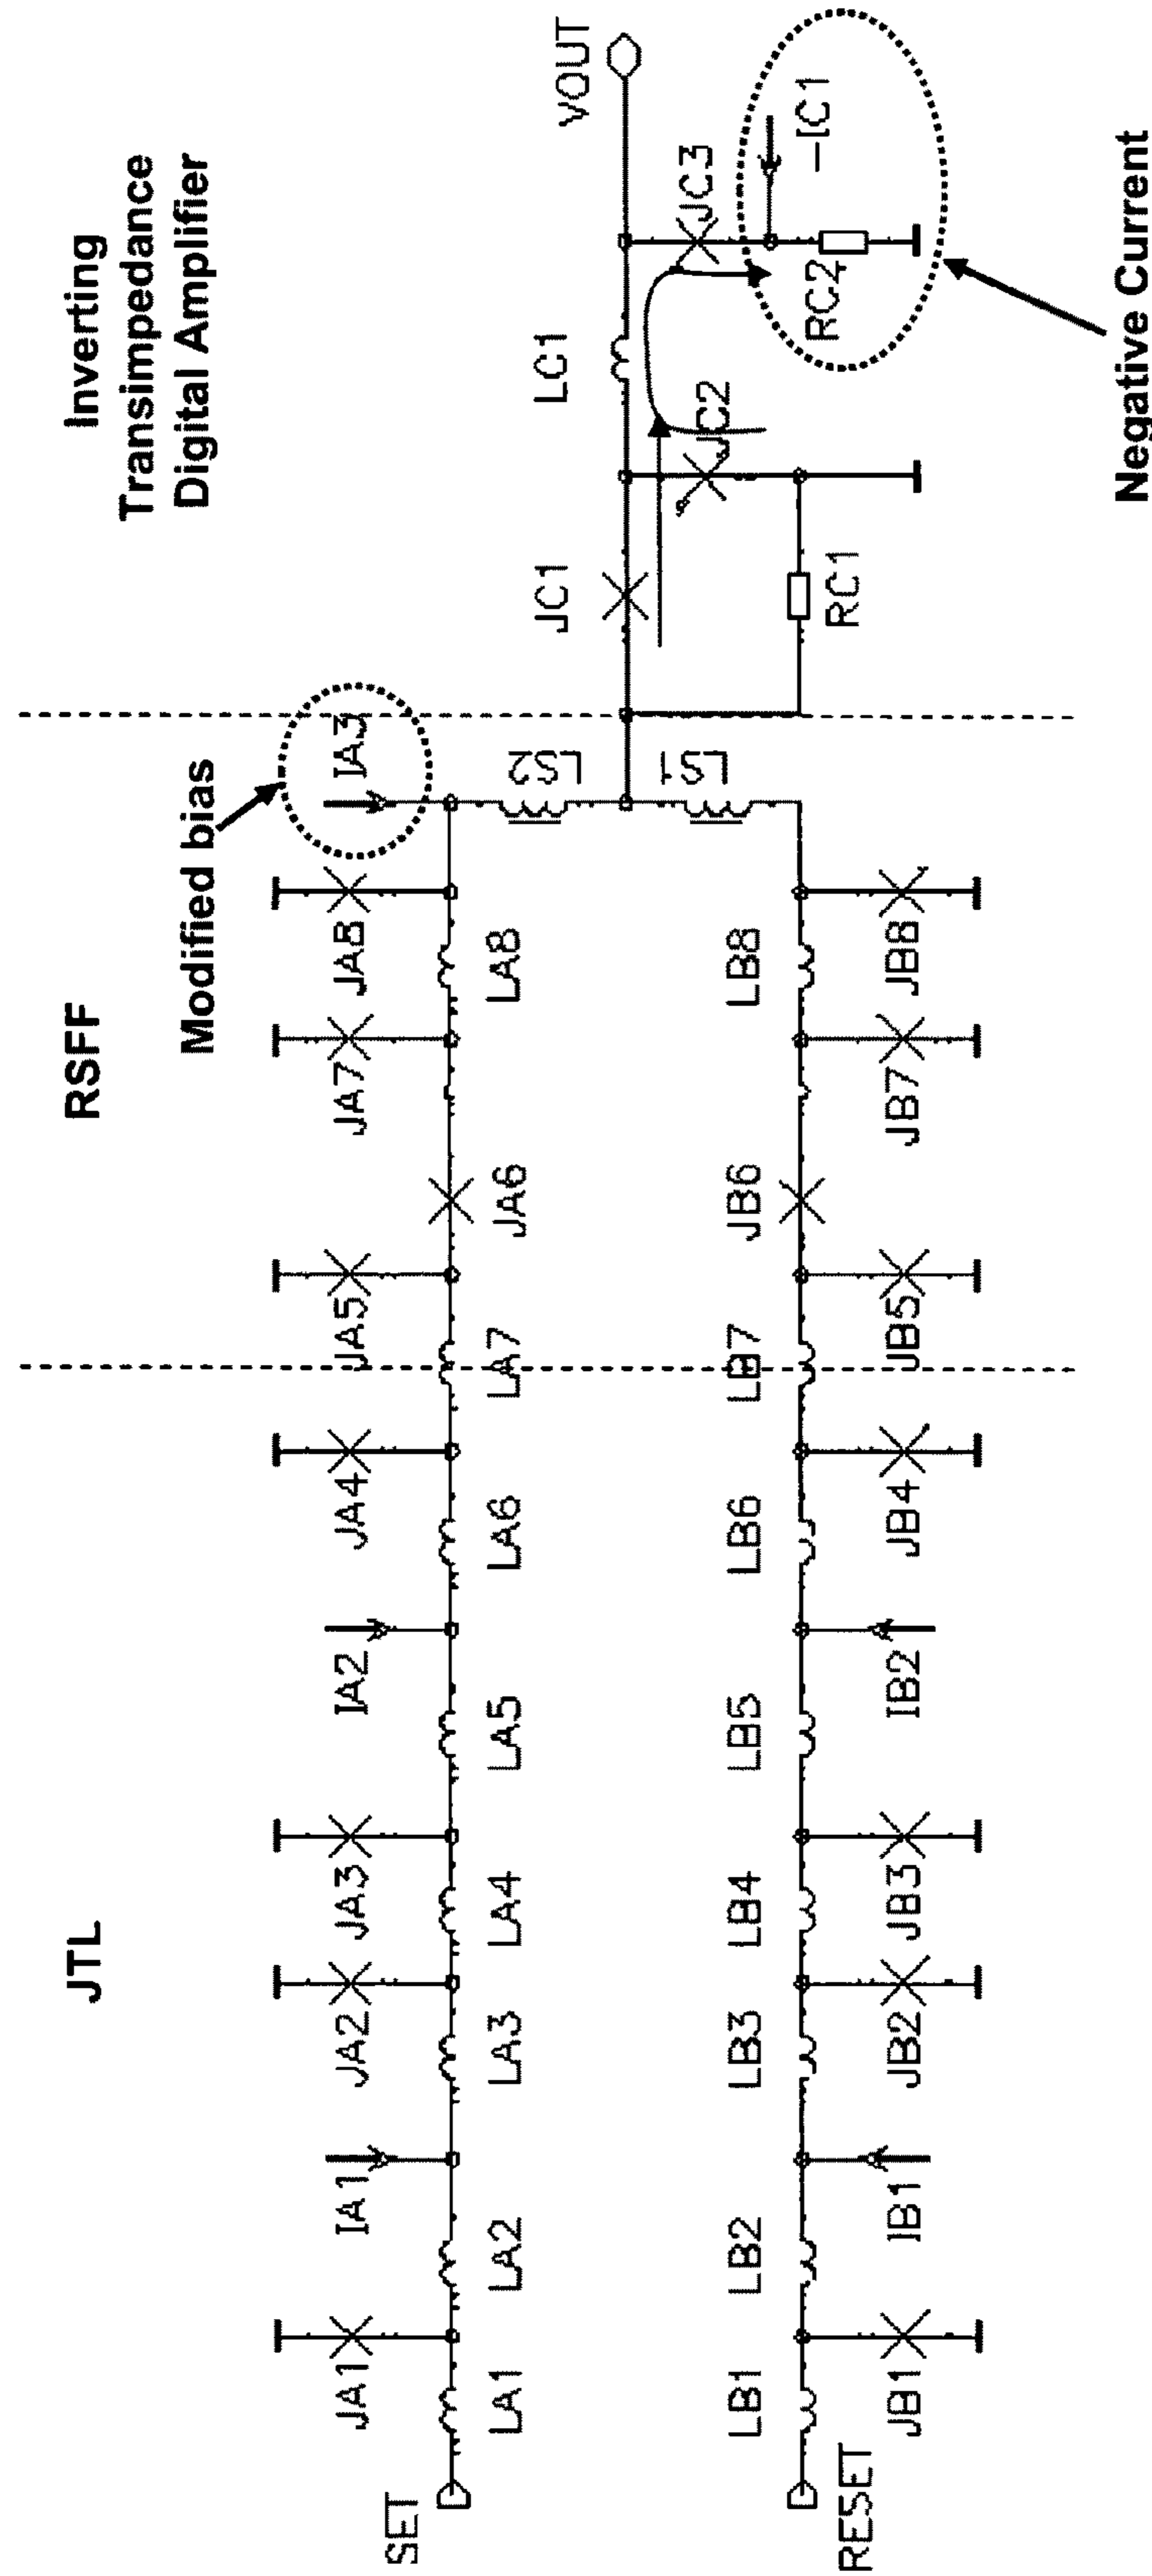 JTL
RSFF
Inverting
Transimpedance
Digital Amplifier
Modified bias
IA3
JA1
IA1
JA2
JA3
IA2
JA4
JA5
JA7
JA8
SET
LA1
LA2
LA3
LA4
LA5
LA6
LA7
JA6
LA8
LS2
LS1
JC1
LC1
VOUT
JC2
JC3
RC1
RC2
-IC1
LB1
LB2
LB3
LB4
LB5
LB6
LB7
JB6
LB8
RESET
JB1
IB1
JB2
JB3
IB2
JB4
JB5
JB7
JB8
Negative Current